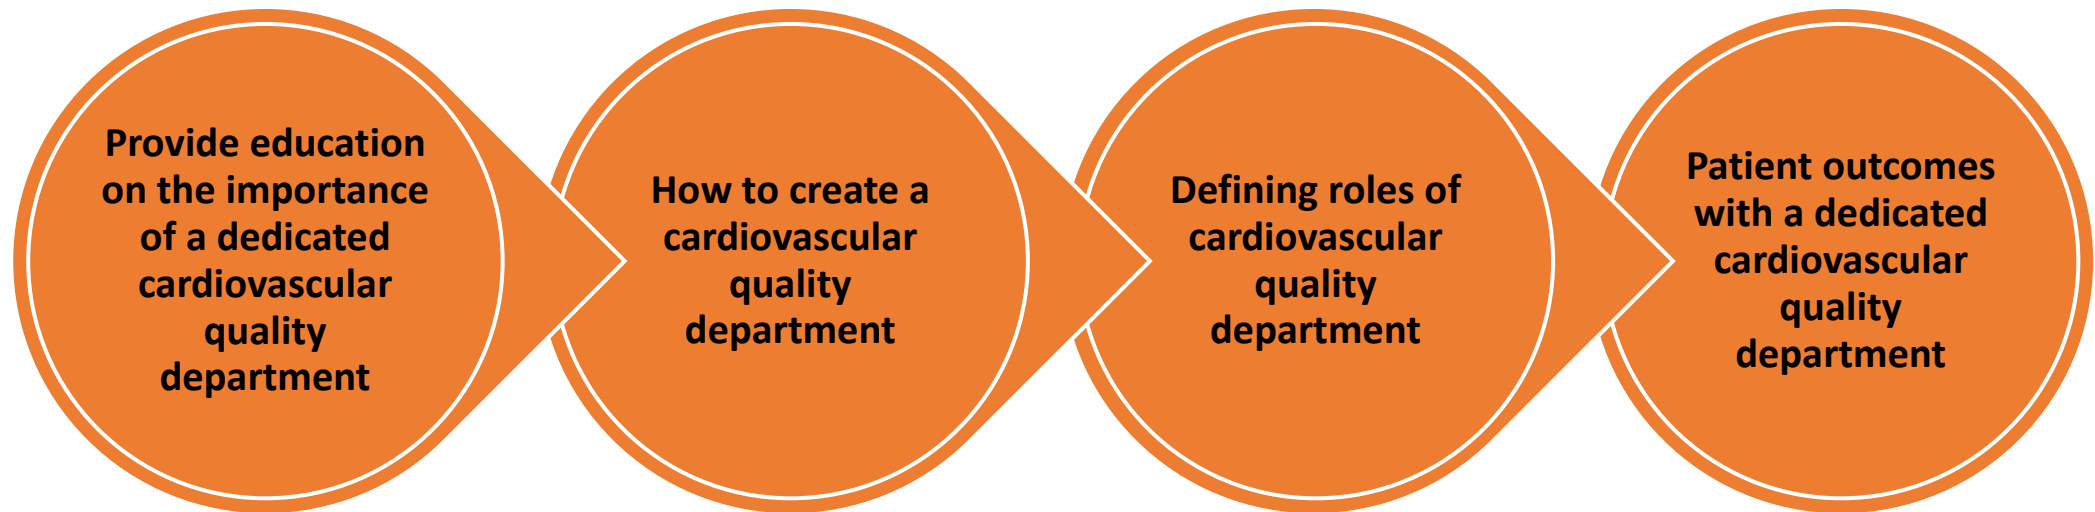 Provide education
on the importance
of a dedicated
cardiovascular
quality
department
How to create a
cardiovascular
quality
department
Defining roles of
cardiovascular
quality
department
Patient outcomes
with a dedicated
cardiovascular
quality
department